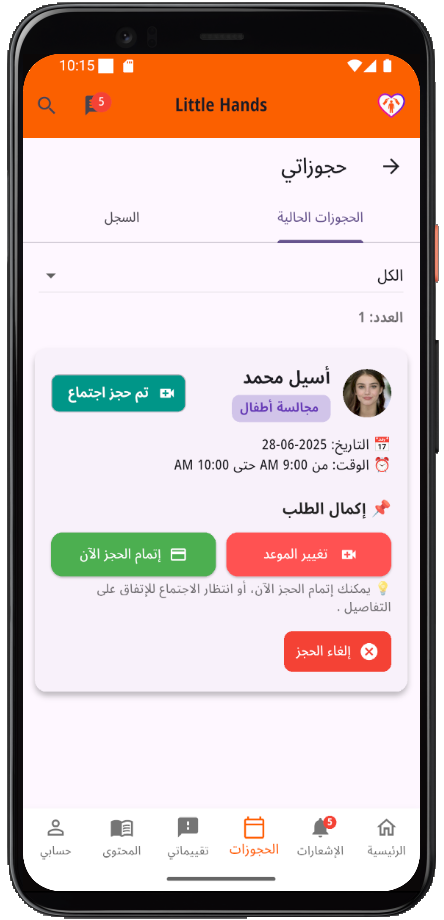 10:15
5
Little Hands
حجوزاتي
الحجوزات الحالية
السجل
الكل
العدد: 1
أسيل محمد
تم حجز اجتماع
مجالسة أطفال
📅 التاريخ: 2025-06-28
⏰ الوقت: من 9:00 AM حتى 10:00 AM
📌 إكمال الطلب
تغيير الموعد
إتمام الحجز الآن
💡 يمكنك إتمام الحجز الآن، أو انتظار الاجتماع للإتفاق على
التفاصيل .
إلغاء الحجز
5
الرئيسية
الإشعارات
الحجوزات
تقييماتي
المحتوى
حسابي